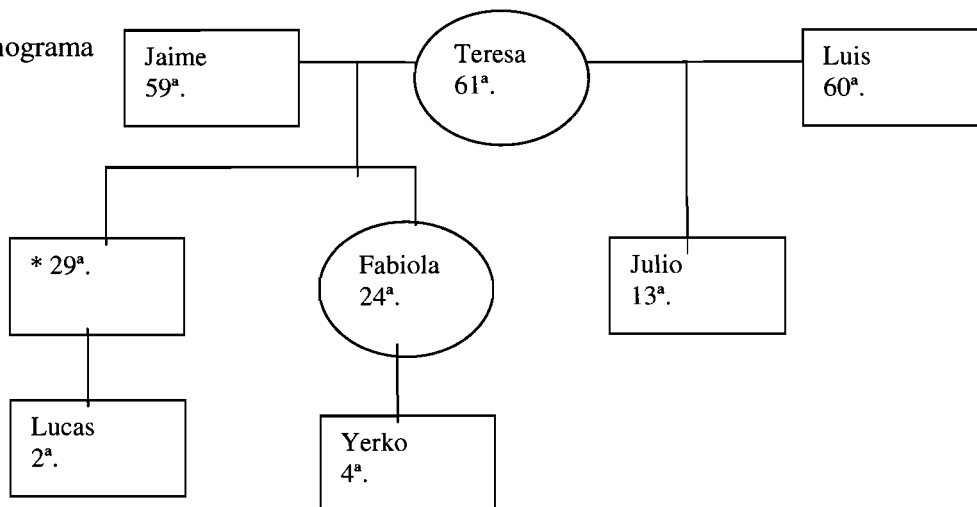 nograma
Jaime
59ª.
Teresa
61ª.
Luis
60ª.
* 29ª.
Fabiola
24ª.
Julio
13ª.
Lucas
2ª.
Yerko
4ª.